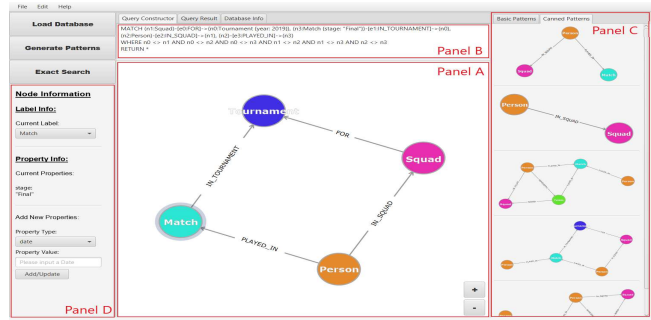 File Edit Help
Load Database
Generate Patterns
Exact Search
Node Information
Label Info:
Current Label:
Match
Property Info:
Current Properties:
stage:
"Final"
Add New Properties:
Property Type:
date
Property Value:
Please input a Date
Add/Update
Panel D
Query Constructor Query Result Database Info
MATCH (n1:Squad)-[e0:FOR]->(n0:Tournament {year: 2019}), (n3:Match {stage: "Final"})-[e1:IN_TOURNAMENT]->(n0),
(n2:Person)-[e2:IN_SQUAD]->(n1), (n2)-[e3:PLAYED_IN]->(n3)
WHERE n0 <> n1 AND n0 <> n2 AND n0 <> n3 AND n1 <> n2 AND n1 <> n3 AND n2 <> n3
RETURN *
Panel B
Panel A
Tournament
FOR
Squad
IN_TOURNAMENT
IN_SQUAD
Match
PLAYED_IN
Person
+
-
Basic Patterns Canned Patterns
Panel C
Person
Squad
Match
Person
IN_SQUAD
Squad